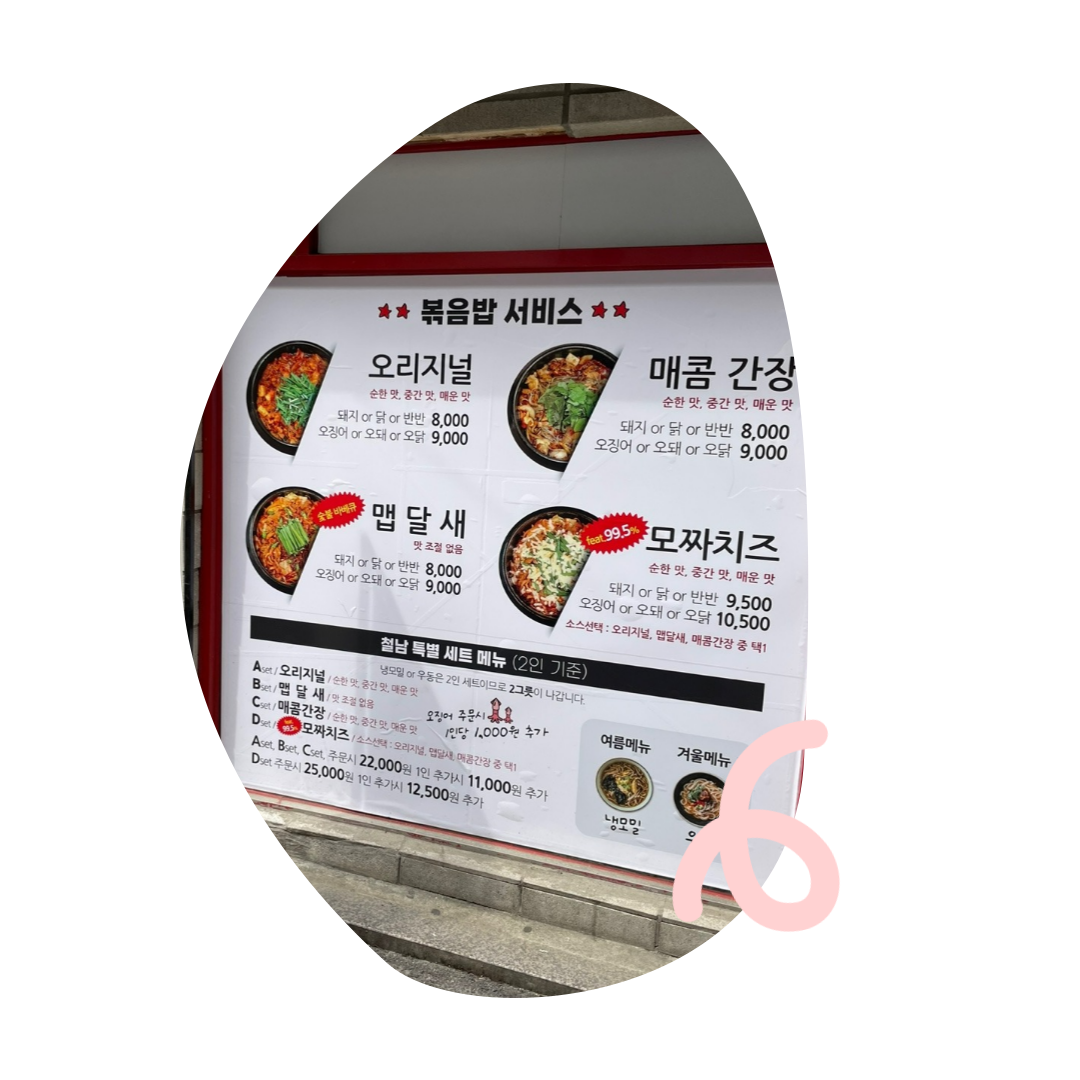 볶음밥 서비스
오리지널
순한 맛, 중간 맛, 매운 맛
돼지 or 닭 or 반반 8,000
오징어 or 오돼 or 오닭 9,000
매콤 간장
순한 맛, 중간 맛, 매운 맛
돼지 or 닭 or 반반 8,000
오징어 or 오돼 or 오닭 9,000
숯불 바베큐
맵 달 새
맛 조절 없음
돼지 or 닭 or 반반 8,000
오징어 or 오돼 or 오닭 9,000
feat.99.5%
모짜치즈
순한 맛, 중간 맛, 매운 맛
돼지 or 닭 or 반반 9,500
오징어 or 오돼 or 오닭 10,500
소스선택 : 오리지널, 맵달새, 매콤간장 중 택1
철남 특별 세트 메뉴 (2인 기준)
냉모밀 or 우동은 2인 세트이므로 2그릇이 나갑니다.
Aset / 오리지널 / 순한 맛, 중간 맛, 매운 맛
Bset / 맵 달 새 / 맛 조절 없음
Cset / 매콤간장 / 순한 맛, 중간 맛, 매운 맛
Dset / feat. 99.5% 모짜치즈 / 소스선택 : 오리지널, 맵달새, 매콤간장 중 택1
오징어 주문시
1인당 1,000원 추가
Aset, Bset, Cset, 주문시 22,000원 1인 추가시 11,000원 추가
Dset 주문시 25,000원 1인 추가시 12,500원 추가
여름메뉴
겨울메뉴
냉모밀